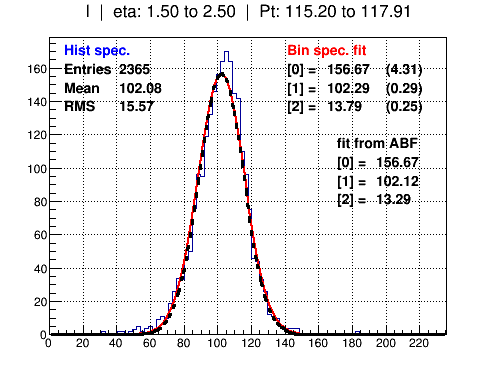 I | eta: 1.50 to 2.50 | Pt: 115.20 to 117.91
Hist spec.
Entries 2365
Mean 102.08
RMS 15.57
Bin spec. fit
[0] = 156.67 (4.31)
[1] = 102.29 (0.29)
[2] = 13.79 (0.25)
fit from ABF
[0] = 156.67
[1] = 102.12
[2] = 13.29
160
140
120
100
80
60
40
20
0
0 20 40 60 80 100 120 140 160 180 200 220